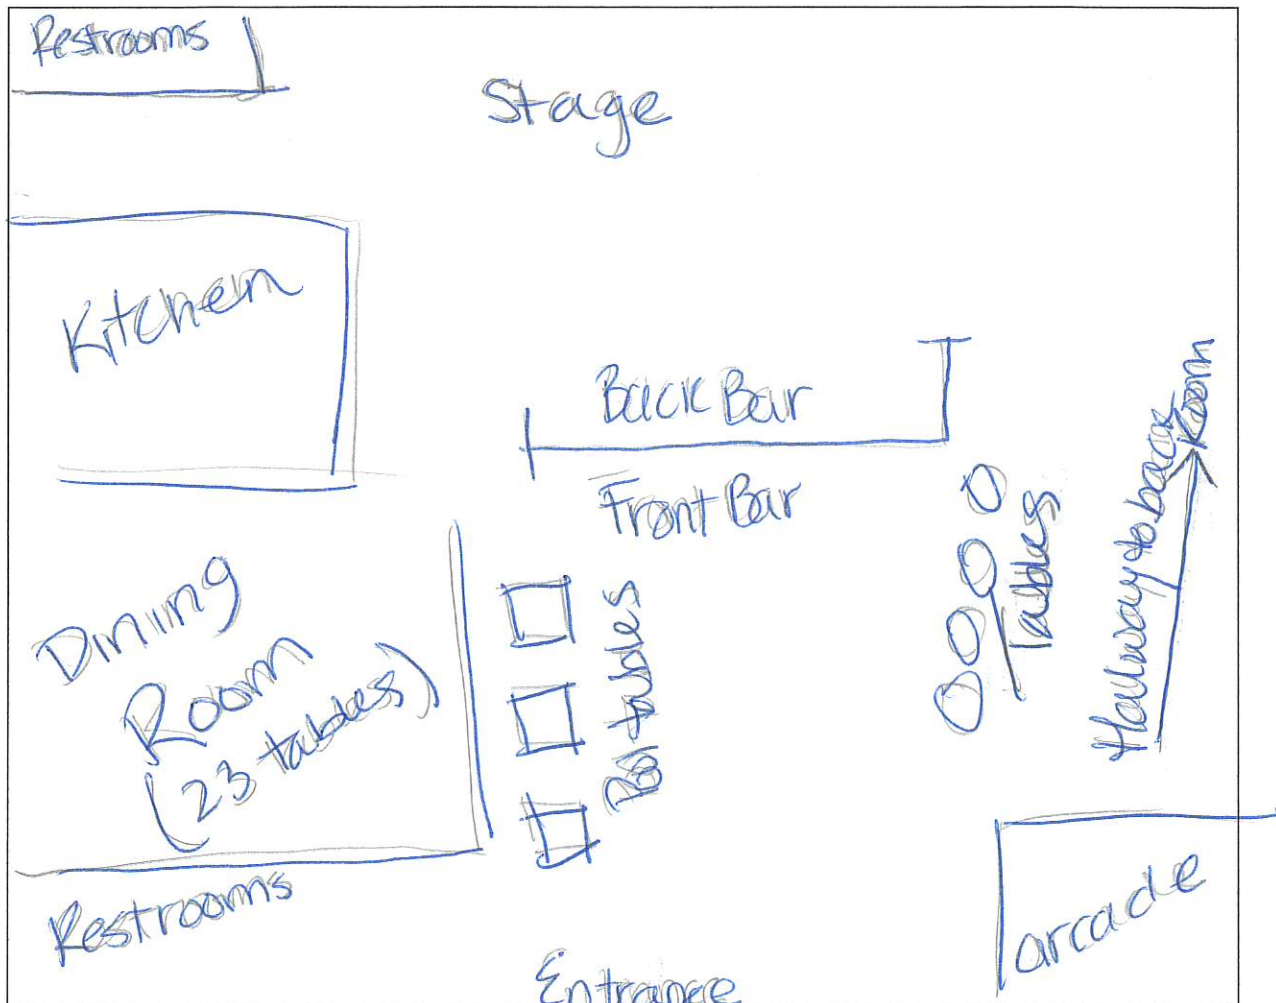 Restrooms
Stage
Kitchen
Back Bar
Front Bar
Dining
Room
(23 tables)
Pool tables
Tables
Hallway to back
Room
Restrooms
arcade
Entrance